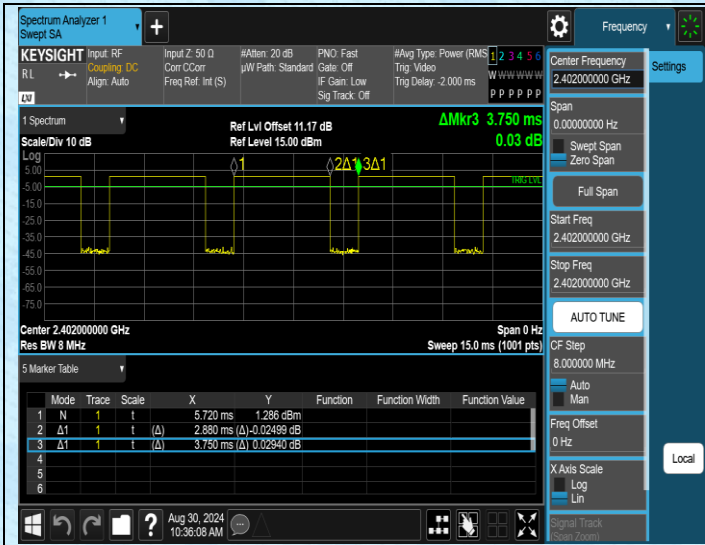 Spectrum Analyzer 1
Swept SA
+
Frequency
KEYSIGHT
RL
LXI
Input: RF
Coupling: DC
Align: Auto
Input Z: 50 Ω
Corr CCorr
Freq Ref: Int (S)
#Atten: 20 dB
µW Path: Standard
PNO: Fast
Gate: Off
IF Gain: Low
Sig Track: Off
#Avg Type: Power (RMS
Trig: Video
Trig Delay: -2.000 ms
1 2 3 4 5 6
W W W W W W
P P P P P P
1 Spectrum
Scale/Div 10 dB
Ref Lvl Offset 11.17 dB
Ref Level 15.00 dBm
ΔMkr3 3.750 ms
0.03 dB
Log
5.00
-5.00
-15.0
-25.0
-35.0
-45.0
-55.0
-65.0
-75.0
1
2Δ1
3Δ1
TRIG LVL
Center 2.402000000 GHz
Res BW 8 MHz
Span 0 Hz
Sweep 15.0 ms (1001 pts)
5 Marker Table
Mode Trace Scale X Y Function Function Width Function Value
1 N 1 t 5.720 ms 1.286 dBm
2 Δ1 1 t (Δ) 2.880 ms (Δ) -0.02499 dB
3 Δ1 1 t (Δ) 3.750 ms (Δ) 0.02940 dB
4
5
6
Aug 30, 2024
10:36:08 AM
?
Center Frequency
2.402000000 GHz
Span
0.00000000 Hz
Swept Span
Zero Span
Full Span
Start Freq
2.402000000 GHz
Stop Freq
2.402000000 GHz
AUTO TUNE
CF Step
8.000000 MHz
Auto
Man
Freq Offset
0 Hz
X Axis Scale
Log
Lin
Signal Track
(Span Zoom)
Settings
Local